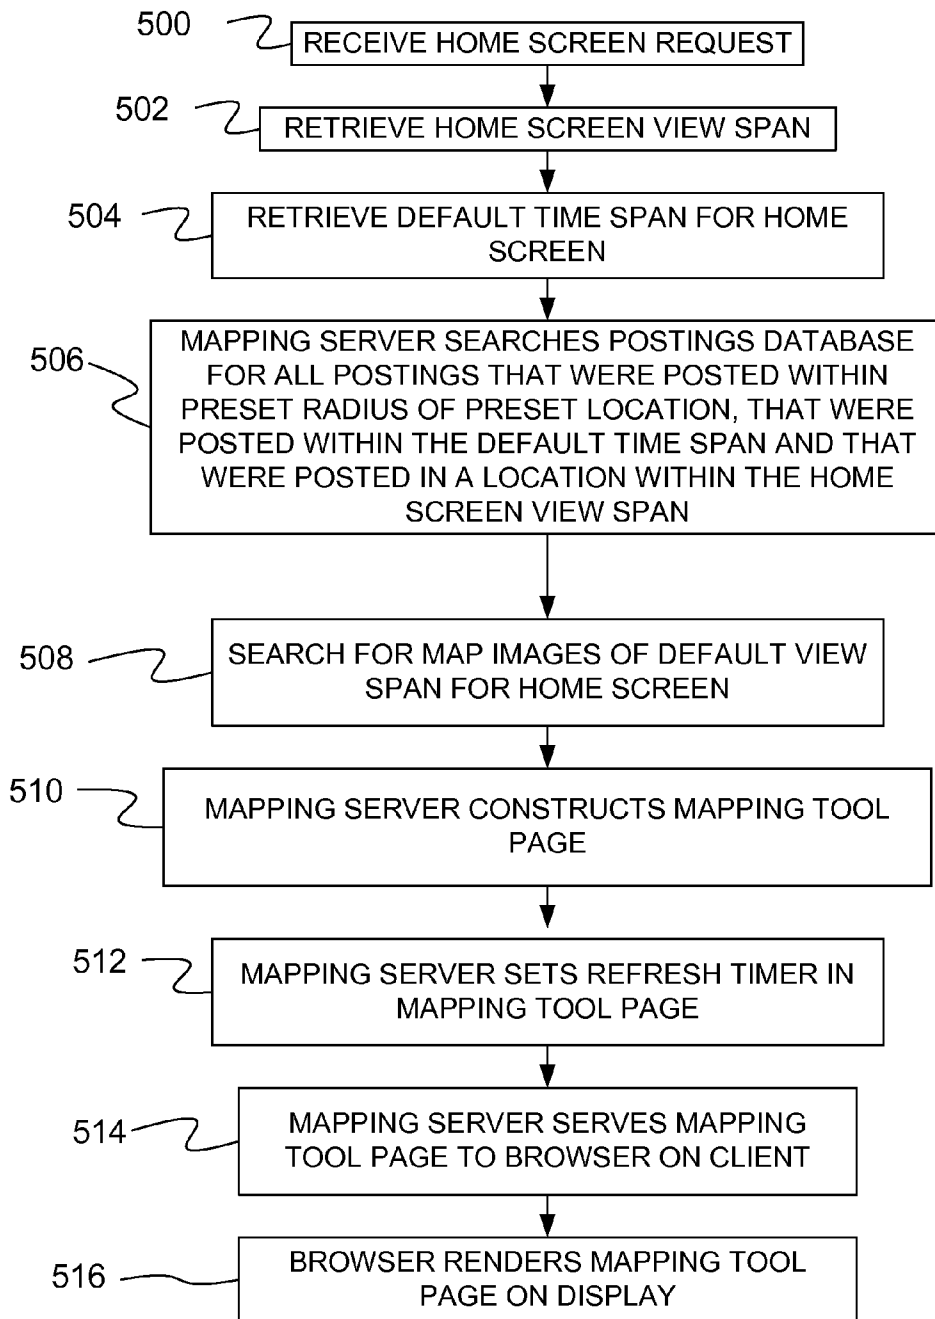 500
RECEIVE HOME SCREEN REQUEST
502
RETRIEVE HOME SCREEN VIEW SPAN
504
RETRIEVE DEFAULT TIME SPAN FOR HOME
SCREEN
506
MAPPING SERVER SEARCHES POSTINGS DATABASE
FOR ALL POSTINGS THAT WERE POSTED WITHIN
PRESET RADIUS OF PRESET LOCATION, THAT WERE
POSTED WITHIN THE DEFAULT TIME SPAN AND THAT
WERE POSTED IN A LOCATION WITHIN THE HOME
SCREEN VIEW SPAN
508
SEARCH FOR MAP IMAGES OF DEFAULT VIEW
SPAN FOR HOME SCREEN
510
MAPPING SERVER CONSTRUCTS MAPPING TOOL
PAGE
512
MAPPING SERVER SETS REFRESH TIMER IN
MAPPING TOOL PAGE
514
MAPPING SERVER SERVES MAPPING
TOOL PAGE TO BROWSER ON CLIENT
516
BROWSER RENDERS MAPPING TOOL
PAGE ON DISPLAY